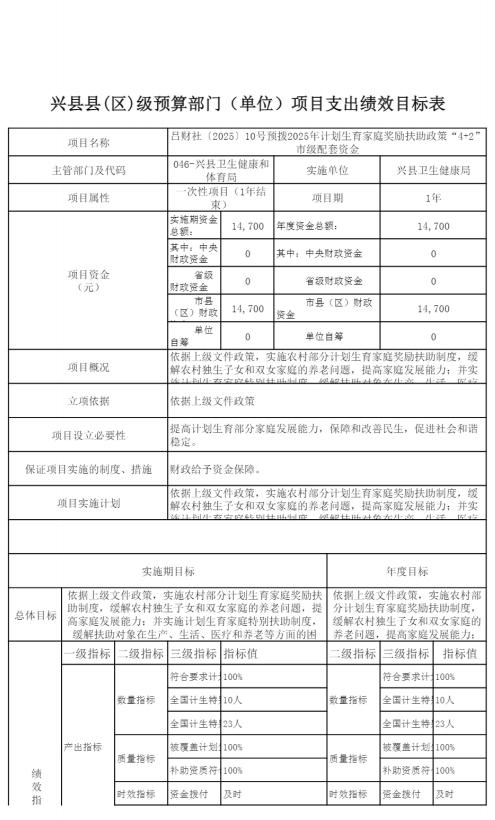 兴县县(区)级预算部门（单位）项目支出绩效目标表
项目名称
吕财社〔2025〕10号预拨2025年计划生育家庭奖励扶助政策“4+2”
市级配套资金
主管部门及代码
046-兴县卫生健康和
体育局
实施单位
兴县卫生健康局
项目属性
一次性项目（1年结
束）
项目期
1年
项目资金
（元）
实施期资金
总额：
14,700
年度资金总额：
14,700
其中：中央
财政资金
0
其中：中央财政资金
0
省级
财政资金
0
省级财政资金
0
市县
（区）财政
14,700
市县（区）财政
资金
14,700
单位
自筹
0
单位自筹
0
项目概况
依据上级文件政策，实施农村部分计划生育家庭奖励扶助制度，缓
解农村独生子女和双女家庭的养老问题，提高家庭发展能力；并实
施计划生育家庭特别扶助制度，缓解扶助对象在生产、生活、医疗
立项依据
依据上级文件政策
项目设立必要性
提高计划生育部分家庭发展能力，保障和改善民生，促进社会和谐
稳定。
保证项目实施的制度、措施
财政给予资金保障。
项目实施计划
依据上级文件政策，实施农村部分计划生育家庭奖励扶助制度，缓
解农村独生子女和双女家庭的养老问题，提高家庭发展能力；并实
施计划生育家庭特别扶助制度，缓解扶助对象在生产、生活、医疗
实施期目标
年度目标
总体目标
依据上级文件政策，实施农村部分计划生育家庭奖励扶
助制度，缓解农村独生子女和双女家庭的养老问题，提
高家庭发展能力；并实施计划生育家庭特别扶助制度，
缓解扶助对象在生产、生活、医疗和养老等方面的困
依据上级文件政策，实施农村部
分计划生育家庭奖励扶助制度，
缓解农村独生子女和双女家庭的
养老问题，提高家庭发展能力；
绩
效
指
一级指标
二级指标
三级指标
指标值
二级指标
三级指标
指标值
产出指标
数量指标
符合要求计
100%
数量指标
符合要求计
100%
全国计生特
10人
全国计生特
10人
全国计生特
23人
全国计生特
23人
质量指标
被覆盖计划
100%
质量指标
被覆盖计划
100%
补助资质符
100%
补助资质符
100%
时效指标
资金拨付
及时
时效指标
资金拨付
及时